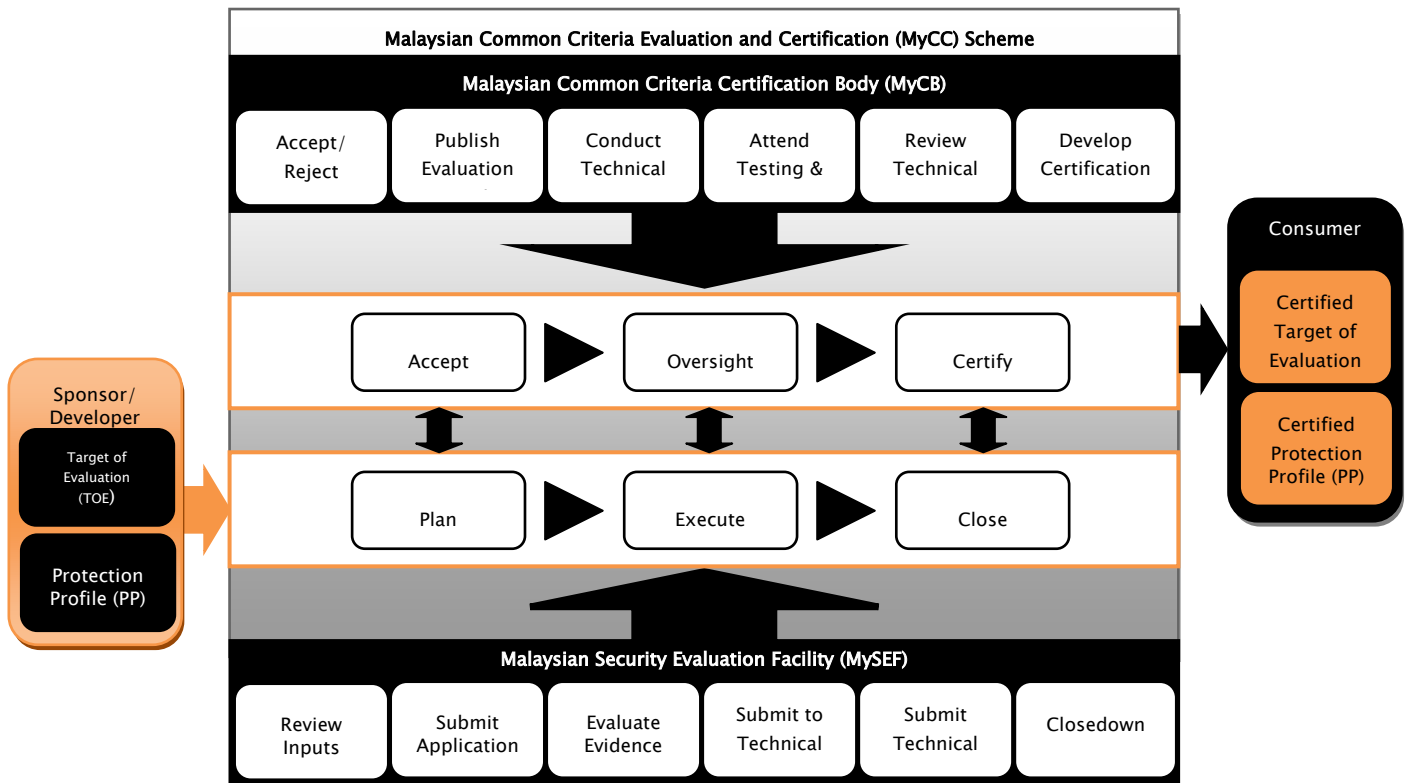 Malaysian Common Criteria Evaluation and Certification (MyCC) Scheme
Malaysian Common Criteria Certification Body (MyCB)
Accept/
Reject
Publish
Evaluation
Conduct
Technical
Attend
Testing &
Review
Technical
Develop
Certification
Accept
Oversight
Certify
Sponsor/
Developer
Target of
Evaluation
(TOE)
Protection
Profile (PP)
Plan
Execute
Close
Consumer
Certified
Target of
Evaluation
Certified
Protection
Profile (PP)
Malaysian Security Evaluation Facility (MySEF)
Review
Inputs
Submit
Application
Evaluate
Evidence
Submit to
Technical
Submit
Technical
Closedown